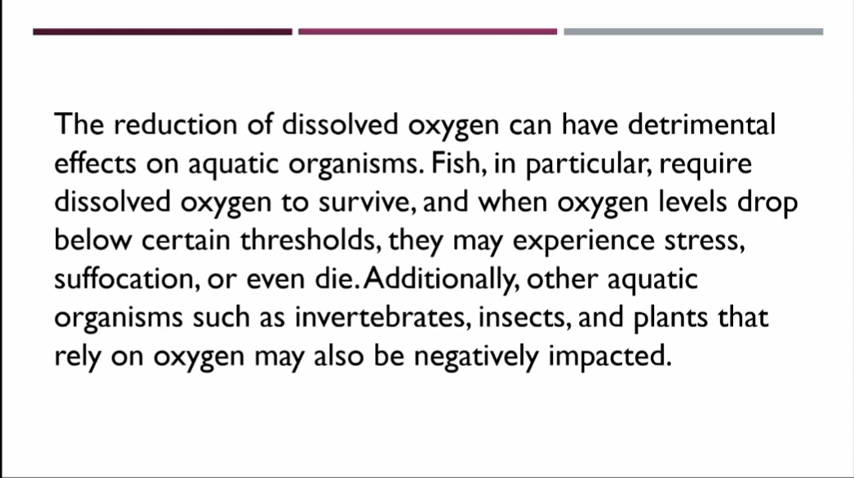 The reduction of dissolved oxygen can have detrimental
effects on aquatic organisms. Fish, in particular, require
dissolved oxygen to survive, and when oxygen levels drop
below certain thresholds, they may experience stress,
suffocation, or even die. Additionally, other aquatic
organisms such as invertebrates, insects, and plants that
rely on oxygen may also be negatively impacted.